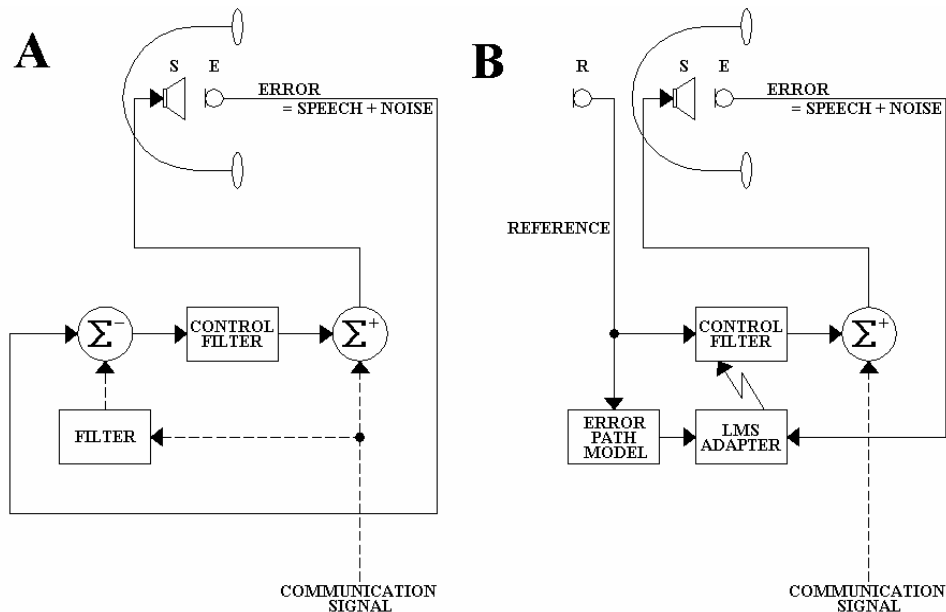 A
S
E
ERROR
= SPEECH + NOISE
Σ−
CONTROL
FILTER
Σ+
FILTER
COMMUNICATION
SIGNAL
B
R
S
E
ERROR
= SPEECH + NOISE
REFERENCE
CONTROL
FILTER
Σ+
ERROR
PATH
MODEL
LMS
ADAPTER
COMMUNICATION
SIGNAL